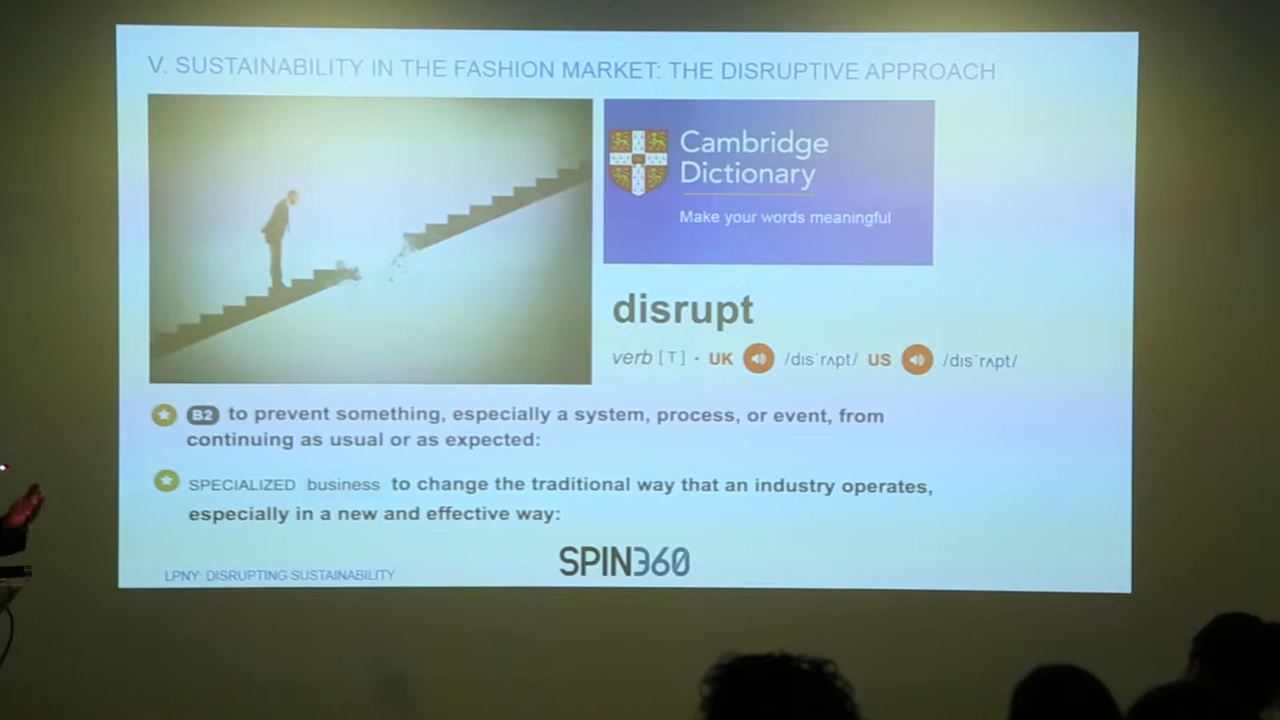 V. SUSTAINABILITY IN THE FASHION MARKET: THE DISRUPTIVE APPROACH
Cambridge
Dictionary
Make your words meaningful
disrupt
verb [T] · UK /dɪsˈrʌpt/ US /dɪsˈrʌpt/
B2 to prevent something, especially a system, process, or event, from
continuing as usual or as expected:
SPECIALIZED business to change the traditional way that an industry operates,
especially in a new and effective way:
SPIN360
LPNY: DISRUPTING SUSTAINABILITY